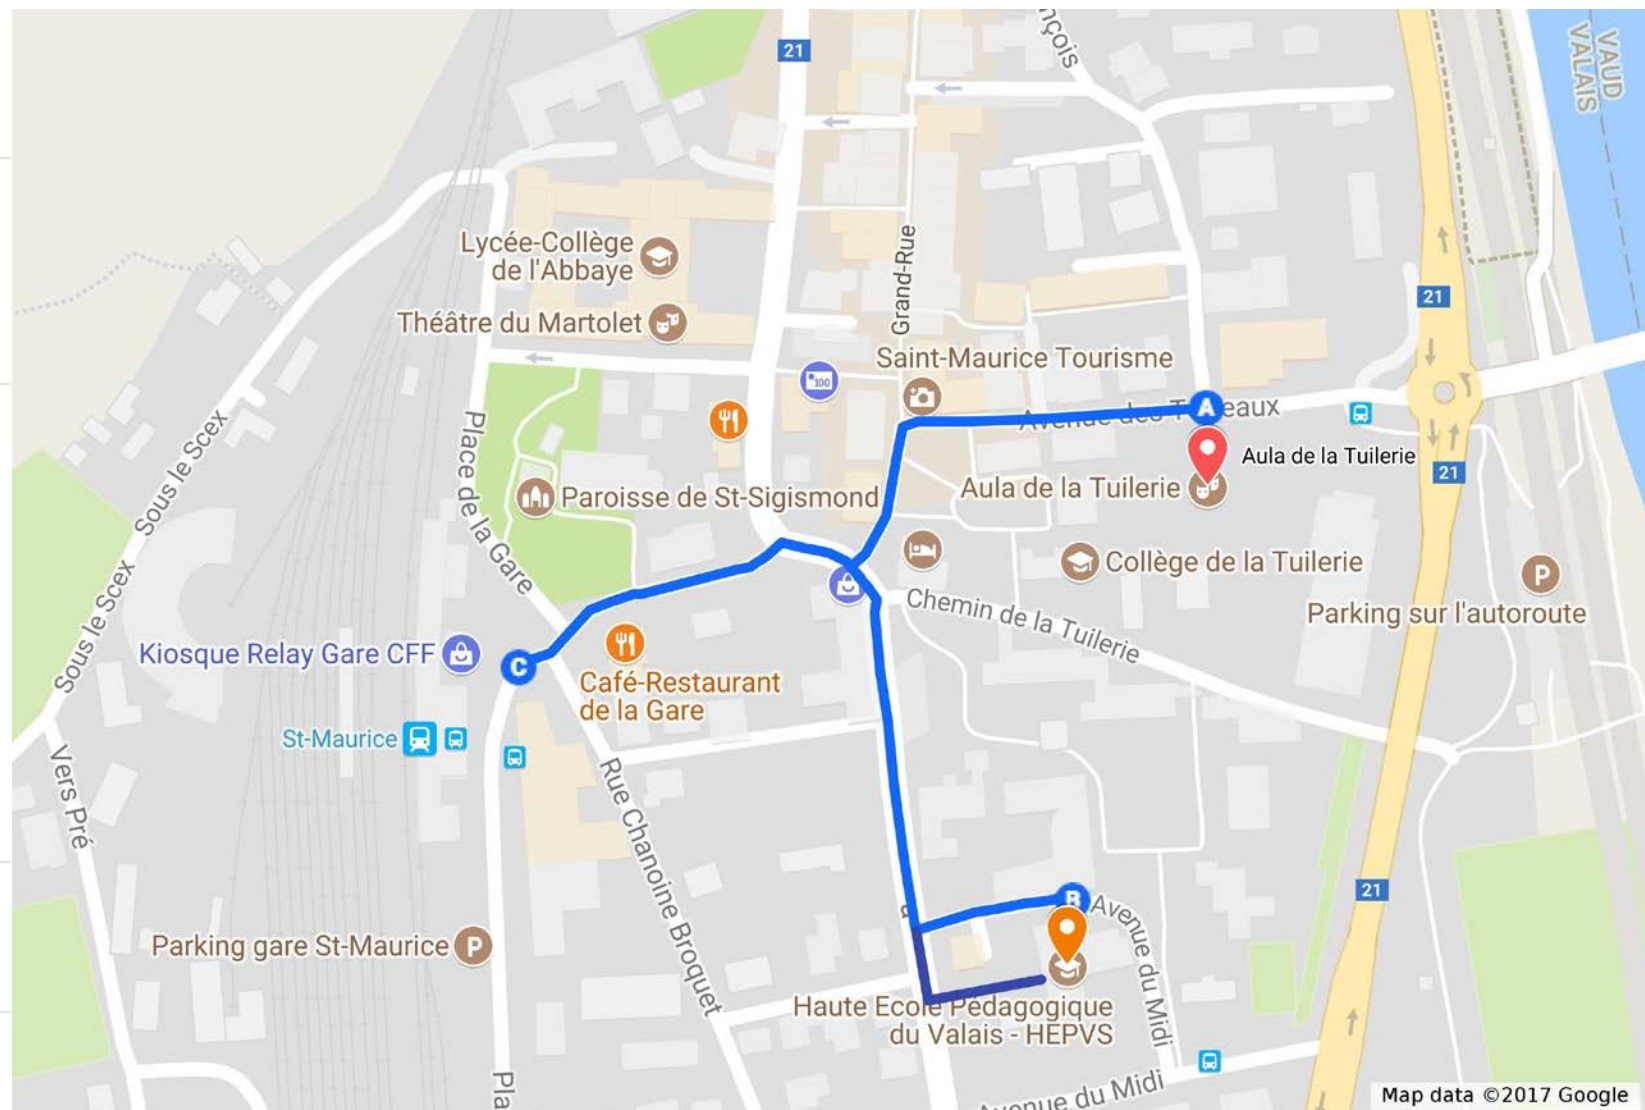 21
nçois
VAUD
VALAIS
Lycée-Collège
de l'Abbaye
Théâtre du Martolet
Grand-Rue
21
100
Saint-Maurice Tourisme
A
Avenue des T eaux
Sous le Scex
Place de la Gare
Aula de la Tuilerie
Aula de la Tuilerie
21
Paroisse de St-Sigismond
Collège de la Tuilerie
P
Parking sur l'autoroute
Sous le Scex
Chemin de la Tuilerie
Kiosque Relay Gare CFF
C
Café-Restaurant
de la Gare
St-Maurice
Vers Pré
Rue Chanoine Broquet
21
B
Avenue du Midi
Parking gare St-Maurice
P
Haute Ecole Pédagogique
du Valais - HEPVS
Pla
Avenue du Midi
Map data ©2017 Google